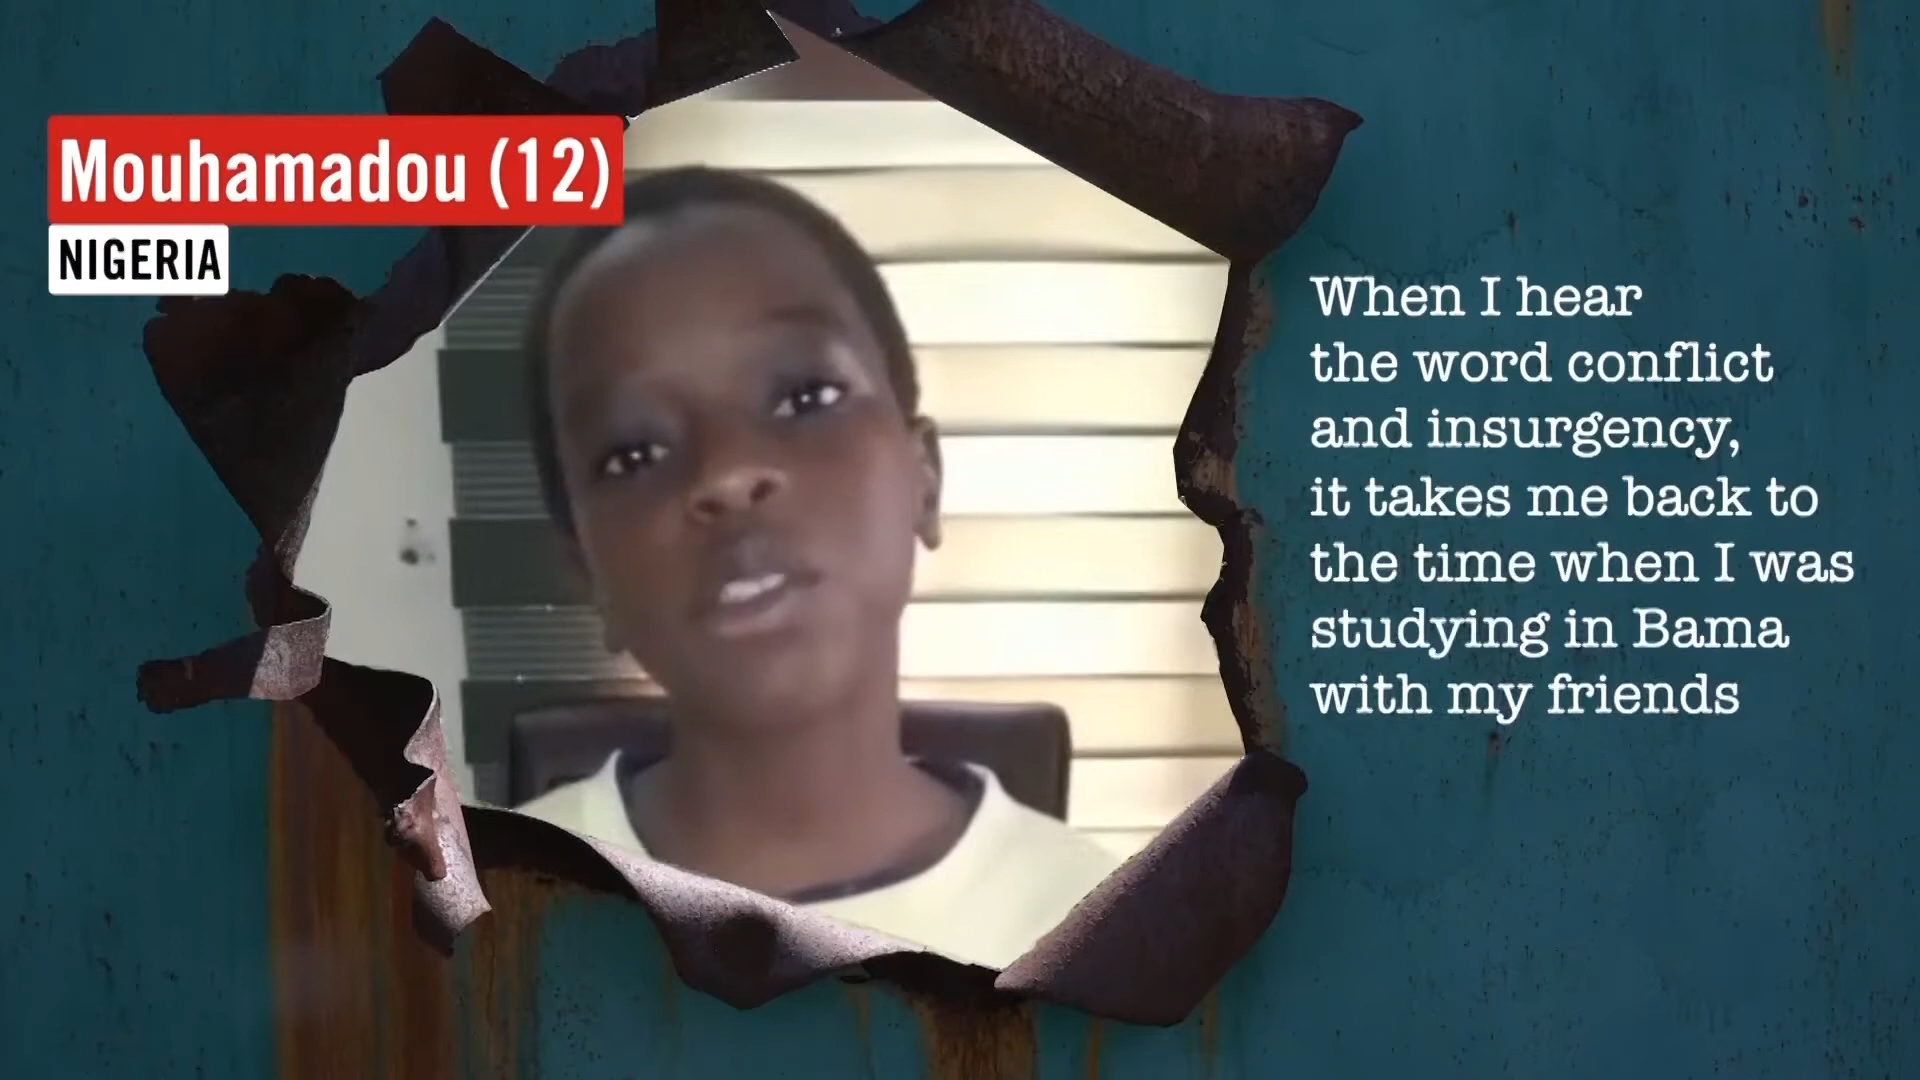 Mouhamadou (12)
NIGERIA
When I hear
the word conflict
and insurgency,
it takes me back to
the time when I was
studying in Bama
with my friends